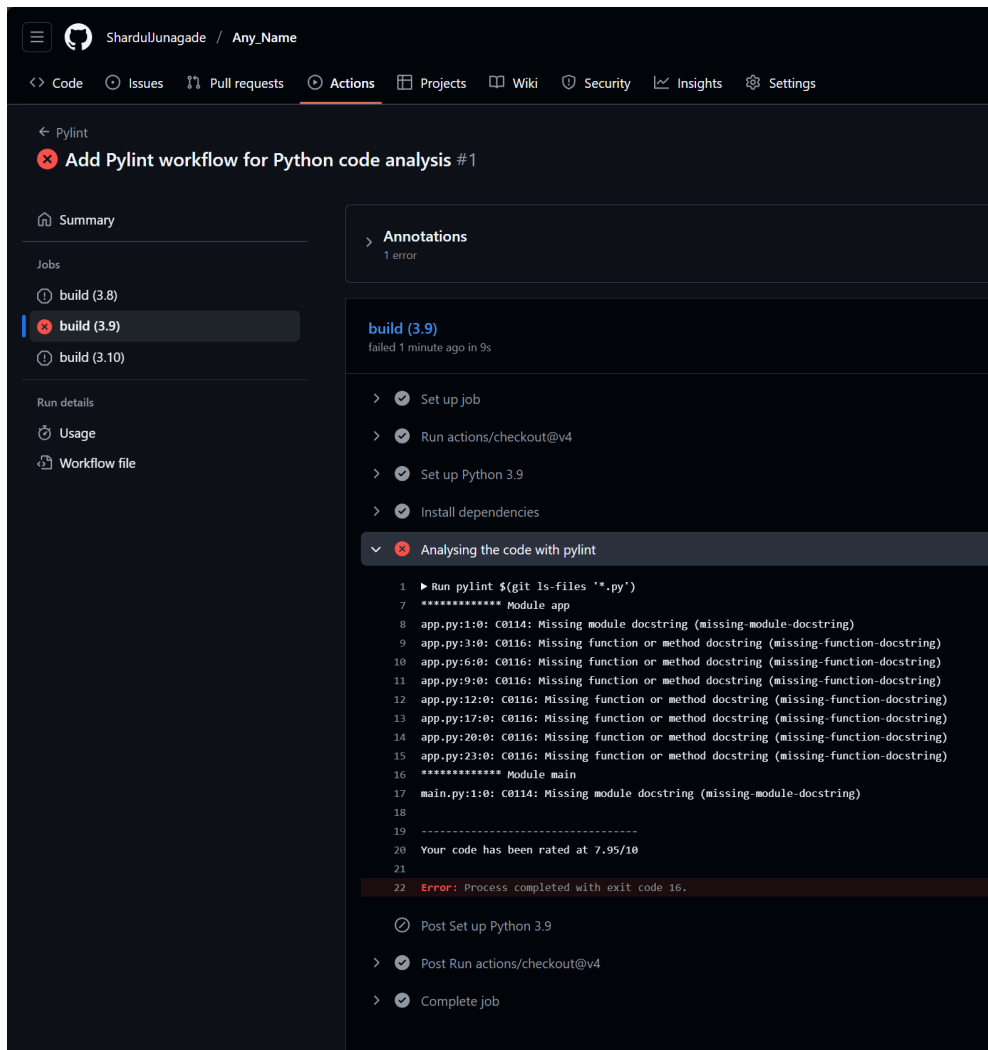 ShardulJunagade / Any_Name
Code Issues Pull requests Actions Projects Wiki Security Insights Settings
Pylint
Add Pylint workflow for Python code analysis #1
Summary
Jobs
build (3.8)
build (3.9)
build (3.10)
Run details
Usage
Workflow file
Annotations
1 error
build (3.9)
failed 1 minute ago in 9s
Set up job
Run actions/checkout@v4
Set up Python 3.9
Install dependencies
Analysing the code with pylint
1 Run pylint $(git ls-files '*.py')
7 ************* Module app
8 app.py:1:0: C0114: Missing module docstring (missing-module-docstring)
9 app.py:3:0: C0116: Missing function or method docstring (missing-function-docstring)
10 app.py:6:0: C0116: Missing function or method docstring (missing-function-docstring)
11 app.py:9:0: C0116: Missing function or method docstring (missing-function-docstring)
12 app.py:12:0: C0116: Missing function or method docstring (missing-function-docstring)
13 app.py:17:0: C0116: Missing function or method docstring (missing-function-docstring)
14 app.py:20:0: C0116: Missing function or method docstring (missing-function-docstring)
15 app.py:23:0: C0116: Missing function or method docstring (missing-function-docstring)
16 ************* Module main
17 main.py:1:0: C0114: Missing module docstring (missing-module-docstring)
18
19 -----------------------------------
20 Your code has been rated at 7.95/10
21
22 Error: Process completed with exit code 16.
Post Set up Python 3.9
Post Run actions/checkout@v4
Complete job